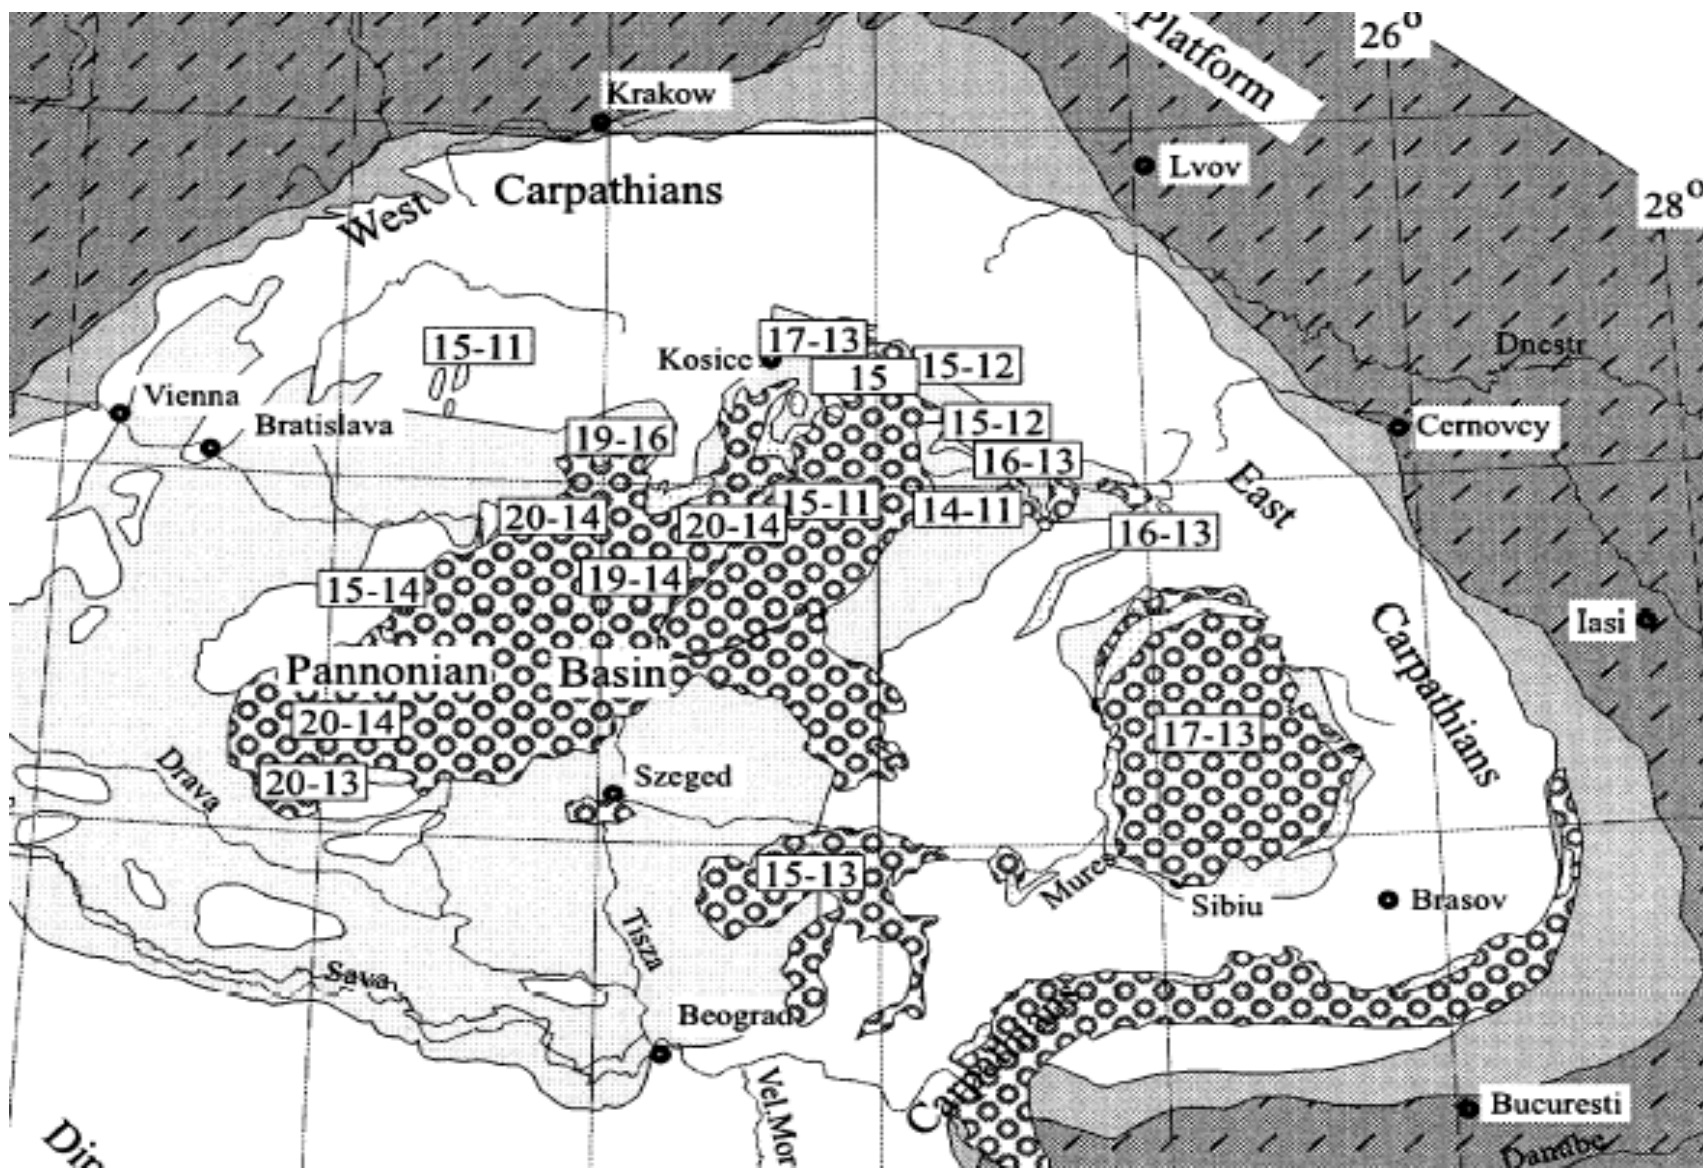 Platform
26°
Krakow
Lvov
28°
West
Carpathians
15-11
17-13
Kosice
15-12
15
Dnestr
Vienna
Bratislava
19-16
15-12
Cernovcy
16-13
East
20-14
20-14
15-11
14-11
16-13
15-14
19-14
Iasi
Carpathians
Pannonian
Basin
20-14
17-13
Drava
20-13
Szeged
15-13
Mures
Sibiu
Brasov
Tisza
Sava
Beograd
Carpathians
Vel.Mor
Bucuresti
Din
Danube